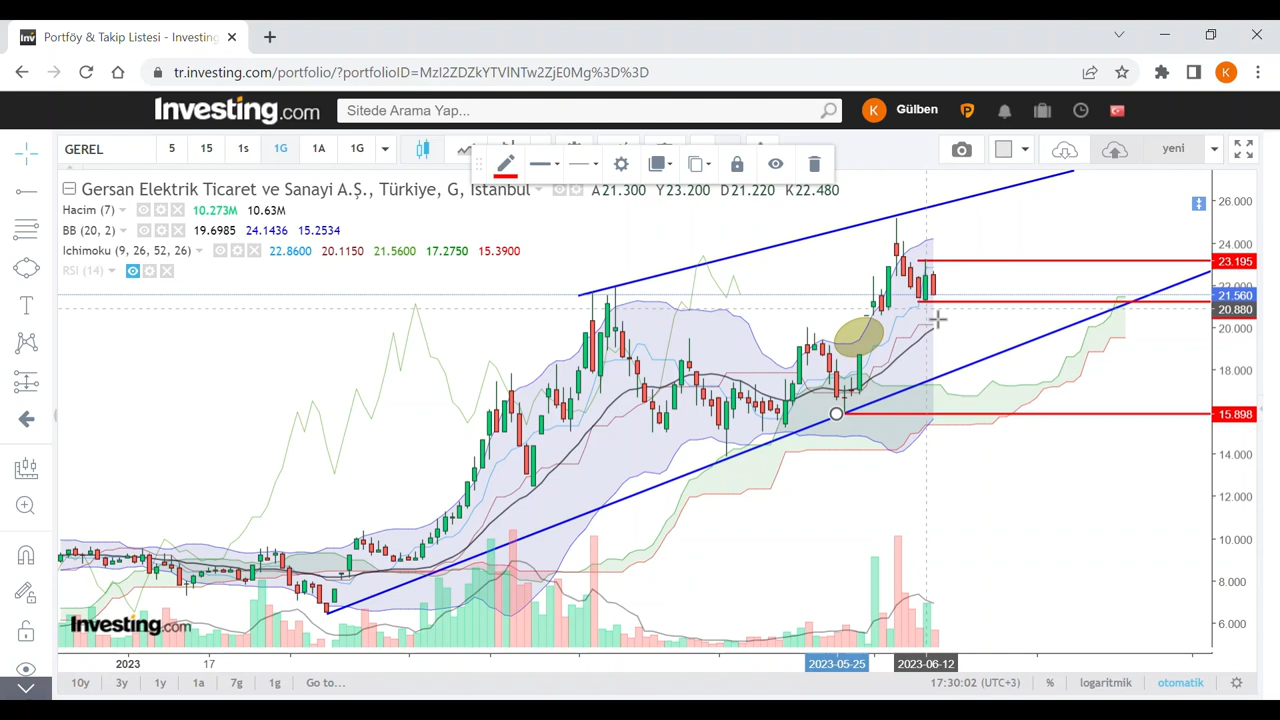 Portföy & Takip Listesi - Investing
tr.investing.com/portfolio/?portfolioID=MzI2ZDZkYTVlNTw2ZjE0Mg%3D%3D
K
Investing.com
Sitede Arama Yap...
K Gülben
GEREL 5 15 1s 1G 1A 1G
yeni
Gersan Elektrik Ticaret ve Sanayi A.Ş., Türkiye, G, İstanbul A21.300 Y23.200 D21.220 K22.480
Hacim (7) 10.273M 10.63M
BB (20, 2) 19.6985 24.1436 15.2534
Ichimoku (9, 26, 52, 26) 22.8600 20.1150 21.5600 17.2750 15.3900
RSI (14)
26.000
24.000
23.195
21.560
20.880
20.000
18.000
15.898
14.000
12.000
10.000
8.000
6.000
Investing.com
2023 17 2023-05-25 2023-06-12
10y 3y 1y 1a 7g 1g Go to... 17:30:02 (UTC+3) % logaritmik otomatik